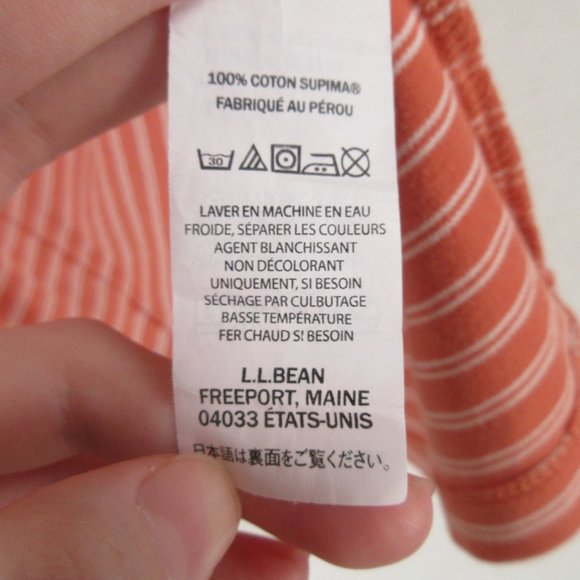 100% COTON SUPIMA®
FABRIQUÉ AU PÉROU
30
LAVER EN MACHINE EN EAU
FROIDE, SÉPARER LES COULEURS
AGENT BLANCHISSANT
NON DÉCOLORANT
UNIQUEMENT, SI BESOIN
SÉCHAGE PAR CULBUTAGE
BASSE TEMPÉRATURE
FER CHAUD SI BESOIN
L.L.BEAN
FREEPORT, MAINE
04033 ÉTATS-UNIS
日本語は裏面をご覧ください。